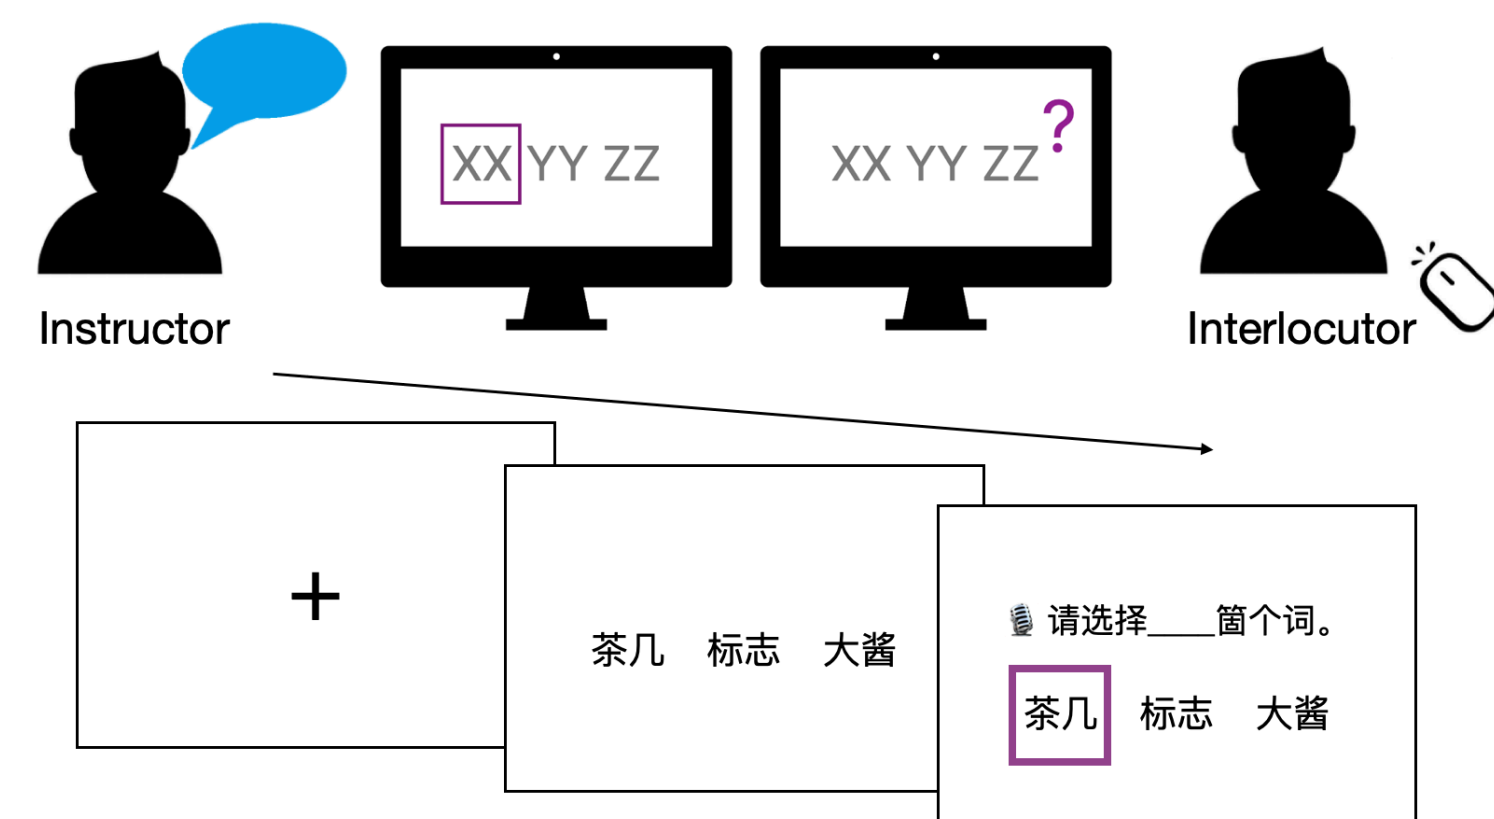 XX YY ZZ
XX YY ZZ ?
Instructor
Interlocutor
+
茶几 标志 大酱
请选择____箇个词。
茶几 标志 大酱